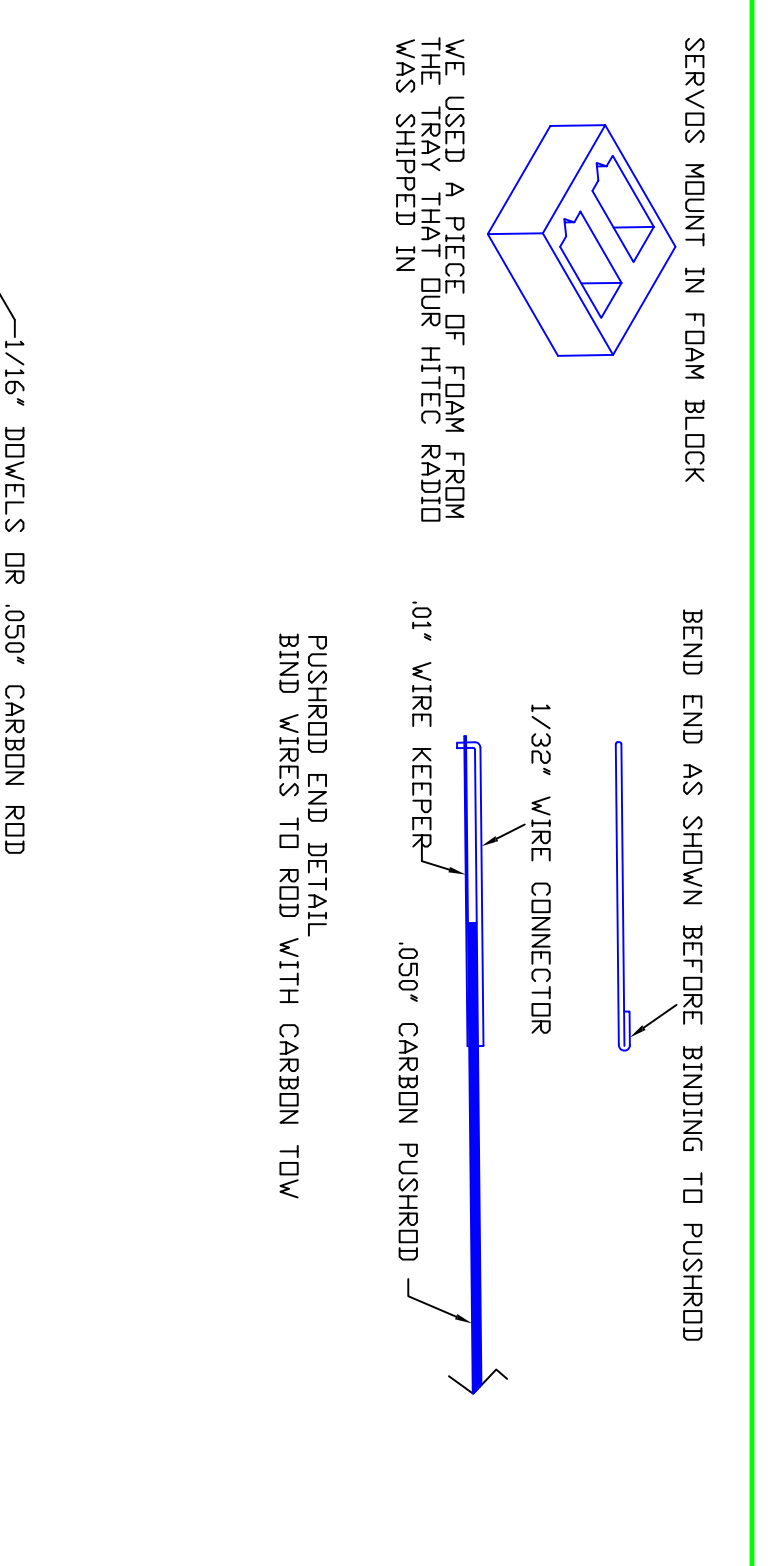 SERVOS MOUNT IN FOAM BLOCK
WE USED A PIECE OF FOAM FROM
THE TRAY THAT OUR HITEC RADIO
WAS SHIPPED IN
BEND END AS SHOWN BEFORE BINDING TO PUSHROD
1/32" WIRE CONNECTOR
.01" WIRE KEEPER
.050" CARBON PUSHROD
PUSHROD END DETAIL
BIND WIRES TO ROD WITH CARBON TOW
1/16" DOWELS OR .050" CARBON ROD